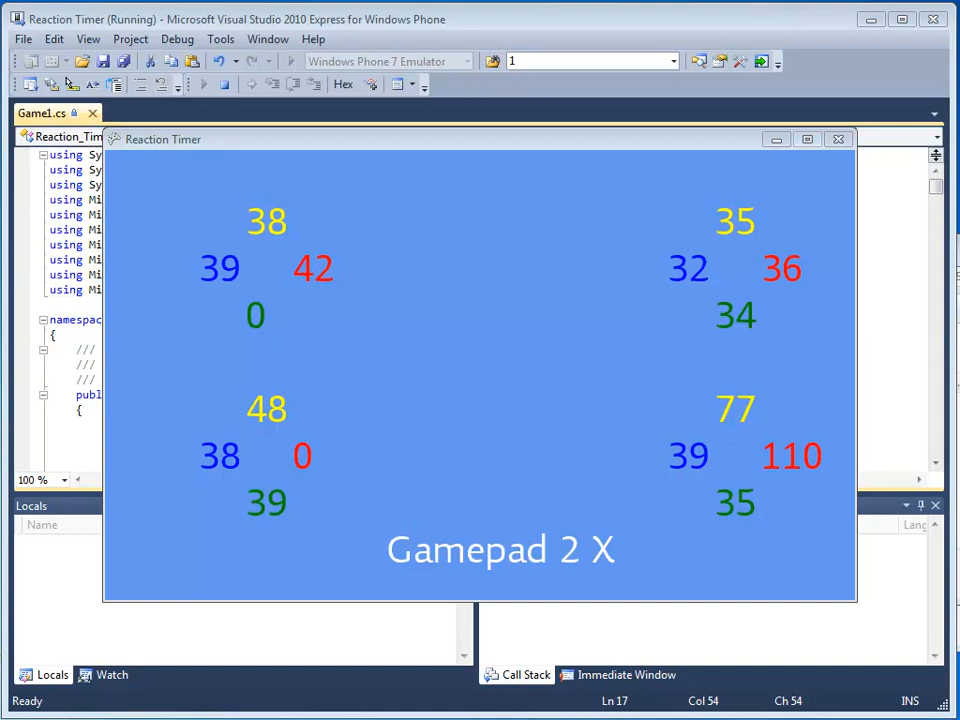 Reaction Timer (Running) - Microsoft Visual Studio 2010 Express for Windows Phone
File Edit View Project Debug Tools Window Help
Windows Phone 7 Emulator 1
Hex
Game1.cs
Reaction_Tim
Reaction Timer
using Sy
using Sy
using Sy
using Mi
using Mi
using Mi
using Mi
using Mi
using Mi
using Mi
namespac
{
///
///
///
publ
{
38 35
39 42 32 36
0 34
48 77
38 0 39 110
39 35
Gamepad 2 X
100 %
Locals
Name Lang
Locals Watch Call Stack Immediate Window
Ready Ln 17 Col 54 Ch 54 INS